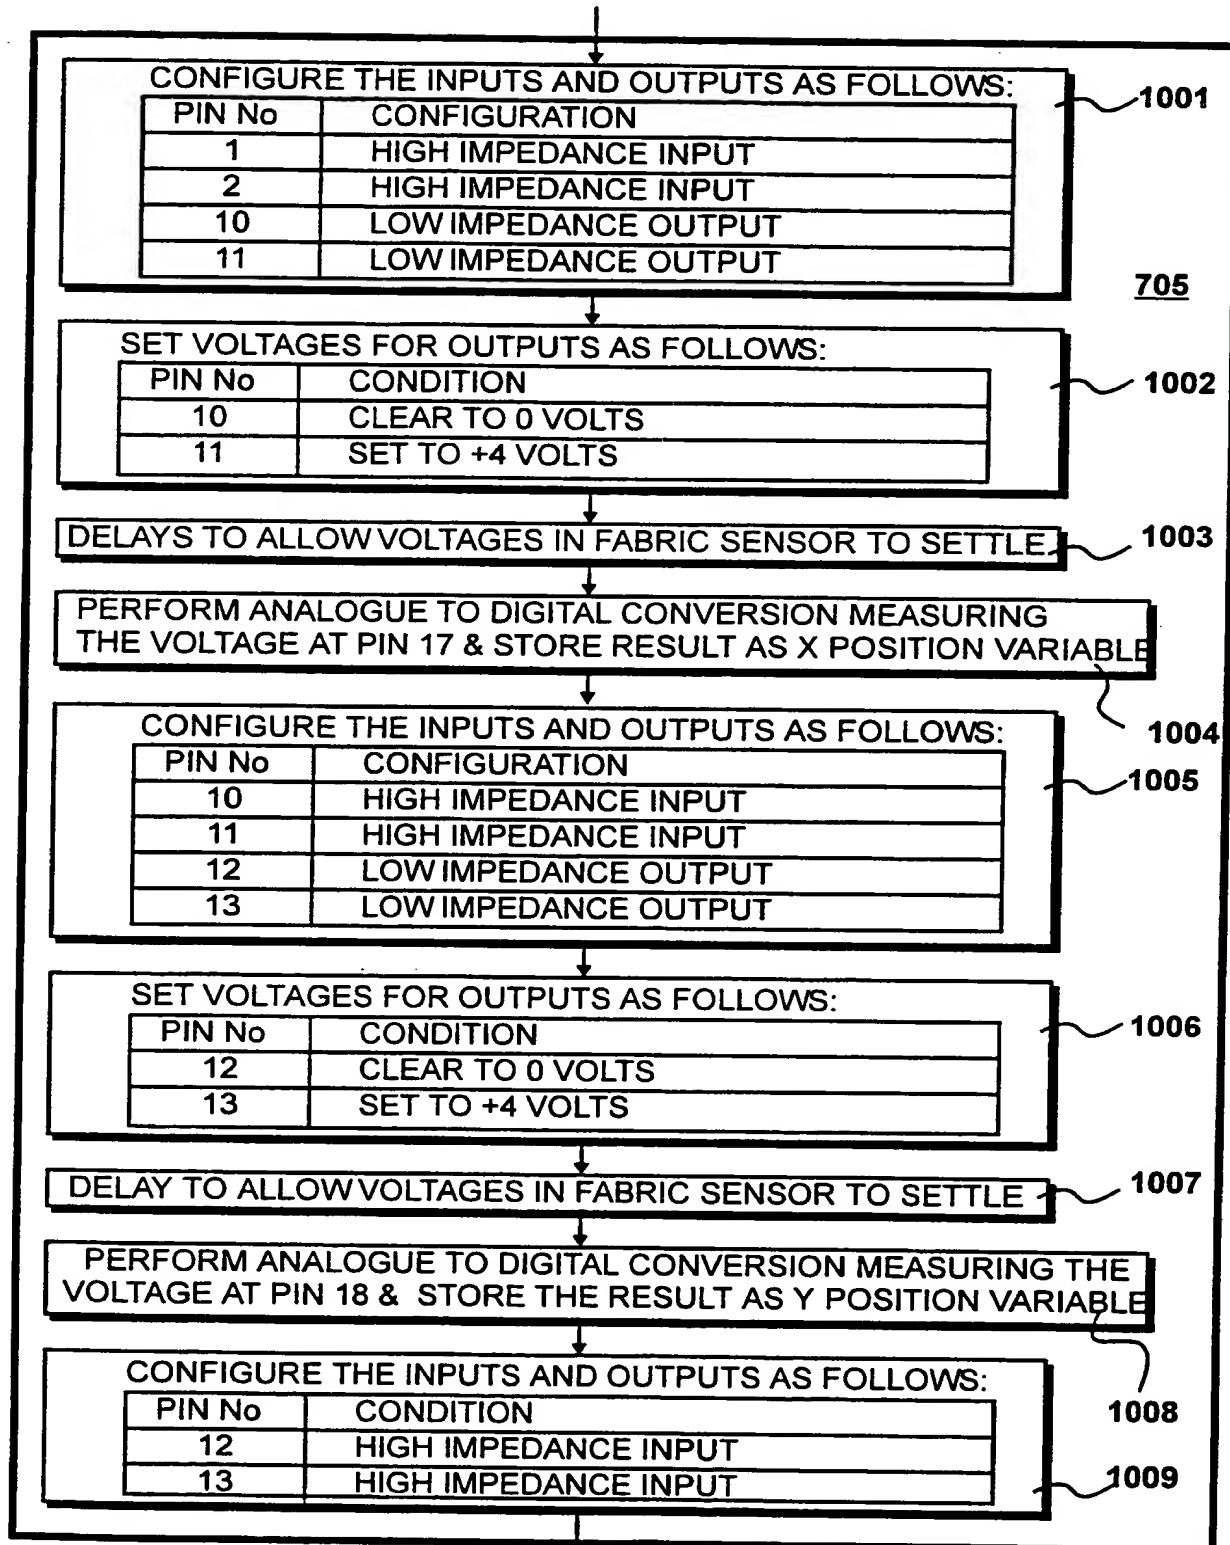 CONFIGURE THE INPUTS AND OUTPUTS AS FOLLOWS:
PIN No CONFIGURATION
1 HIGH IMPEDANCE INPUT
2 HIGH IMPEDANCE INPUT
10 LOW IMPEDANCE OUTPUT
11 LOW IMPEDANCE OUTPUT
1001
705
SET VOLTAGES FOR OUTPUTS AS FOLLOWS:
PIN No CONDITION
10 CLEAR TO 0 VOLTS
11 SET TO +4 VOLTS
1002
DELAYS TO ALLOW VOLTAGES IN FABRIC SENSOR TO SETTLE
1003
PERFORM ANALOGUE TO DIGITAL CONVERSION MEASURING
THE VOLTAGE AT PIN 17 & STORE RESULT AS X POSITION VARIABLE
1004
CONFIGURE THE INPUTS AND OUTPUTS AS FOLLOWS:
PIN No CONFIGURATION
10 HIGH IMPEDANCE INPUT
11 HIGH IMPEDANCE INPUT
12 LOW IMPEDANCE OUTPUT
13 LOW IMPEDANCE OUTPUT
1005
SET VOLTAGES FOR OUTPUTS AS FOLLOWS:
PIN No CONDITION
12 CLEAR TO 0 VOLTS
13 SET TO +4 VOLTS
1006
DELAY TO ALLOW VOLTAGES IN FABRIC SENSOR TO SETTLE
1007
PERFORM ANALOGUE TO DIGITAL CONVERSION MEASURING THE
VOLTAGE AT PIN 18 & STORE THE RESULT AS Y POSITION VARIABLE
1008
CONFIGURE THE INPUTS AND OUTPUTS AS FOLLOWS:
PIN No CONDITION
12 HIGH IMPEDANCE INPUT
13 HIGH IMPEDANCE INPUT
1009